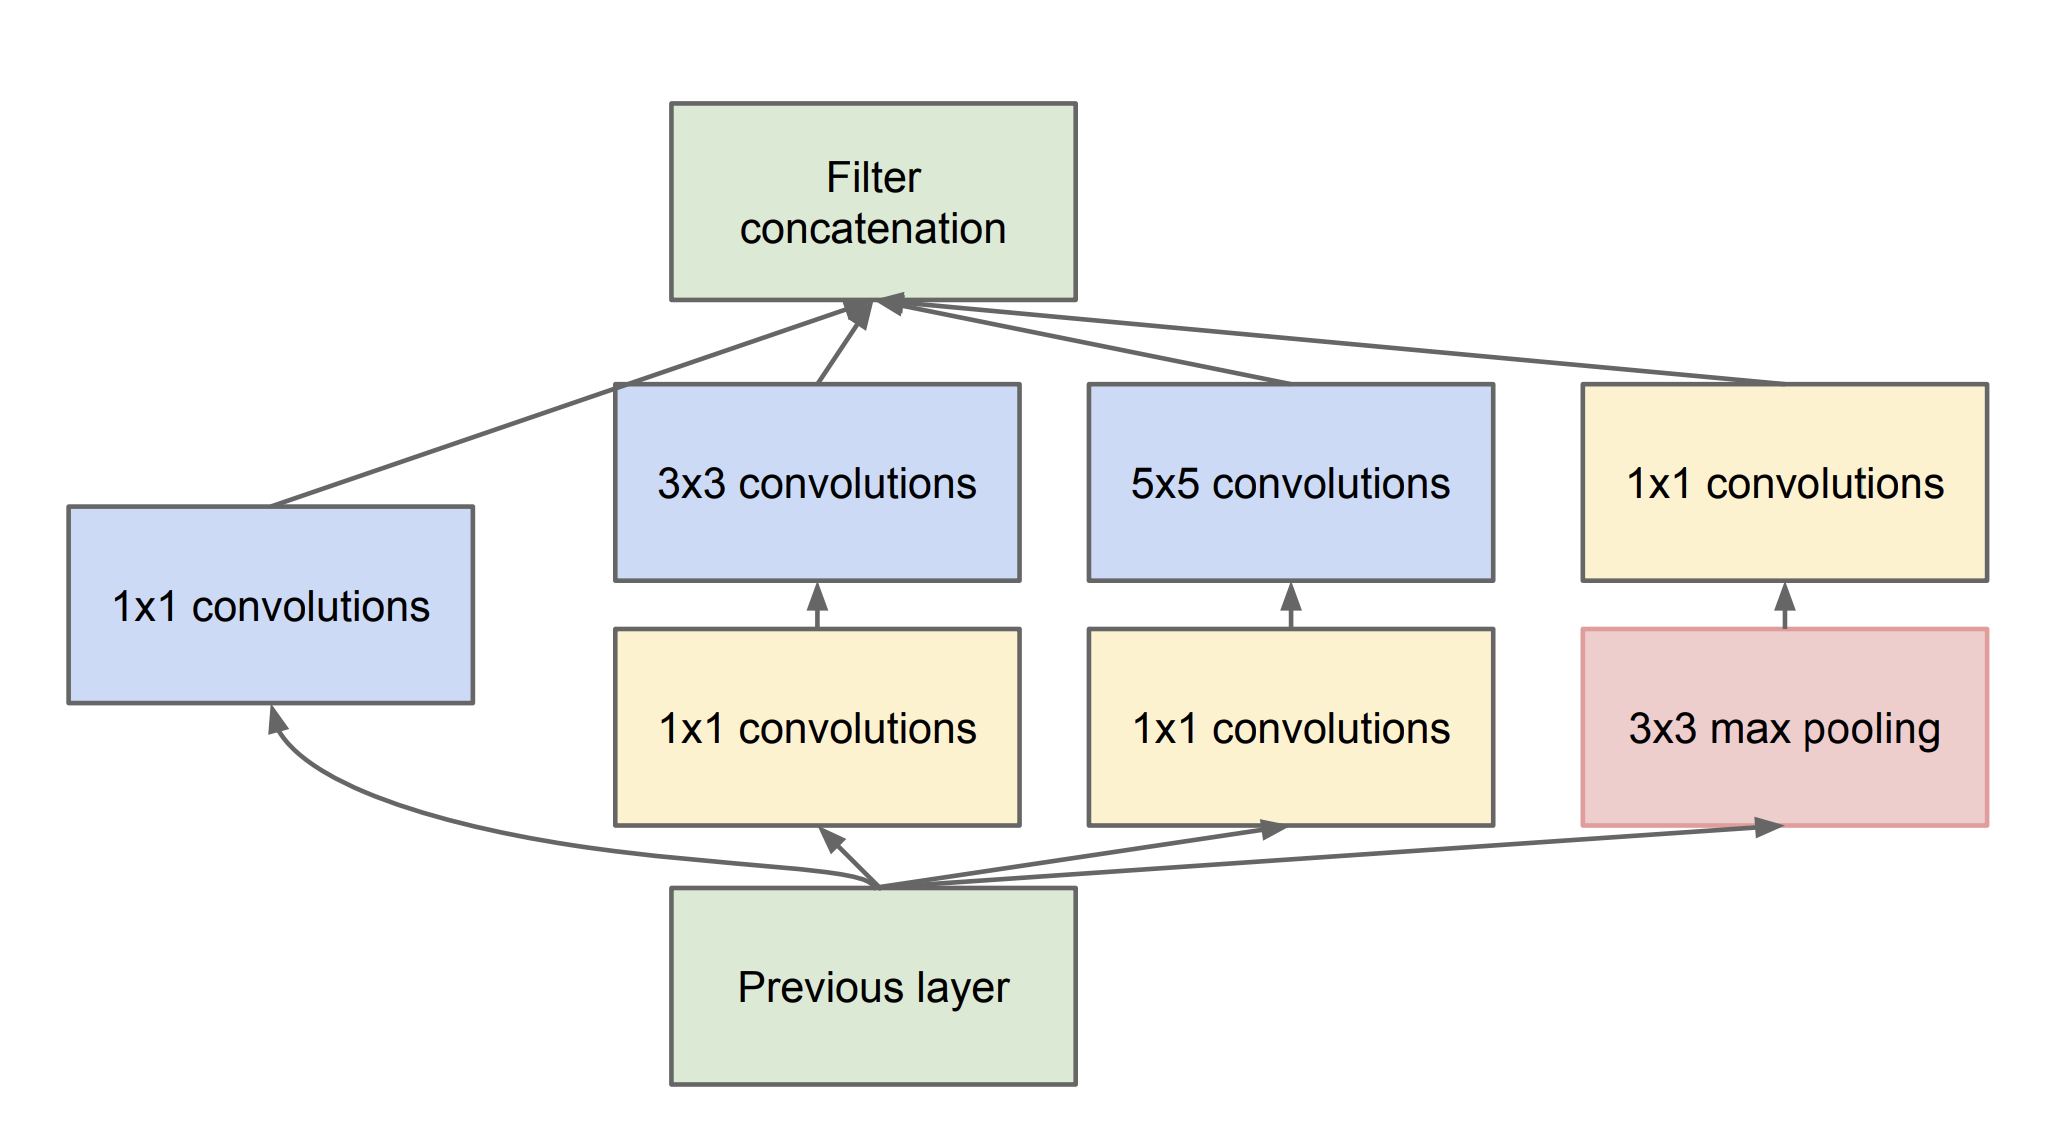 Filter
concatenation
3x3 convolutions
5x5 convolutions
1x1 convolutions
1x1 convolutions
1x1 convolutions
1x1 convolutions
3x3 max pooling
Previous layer